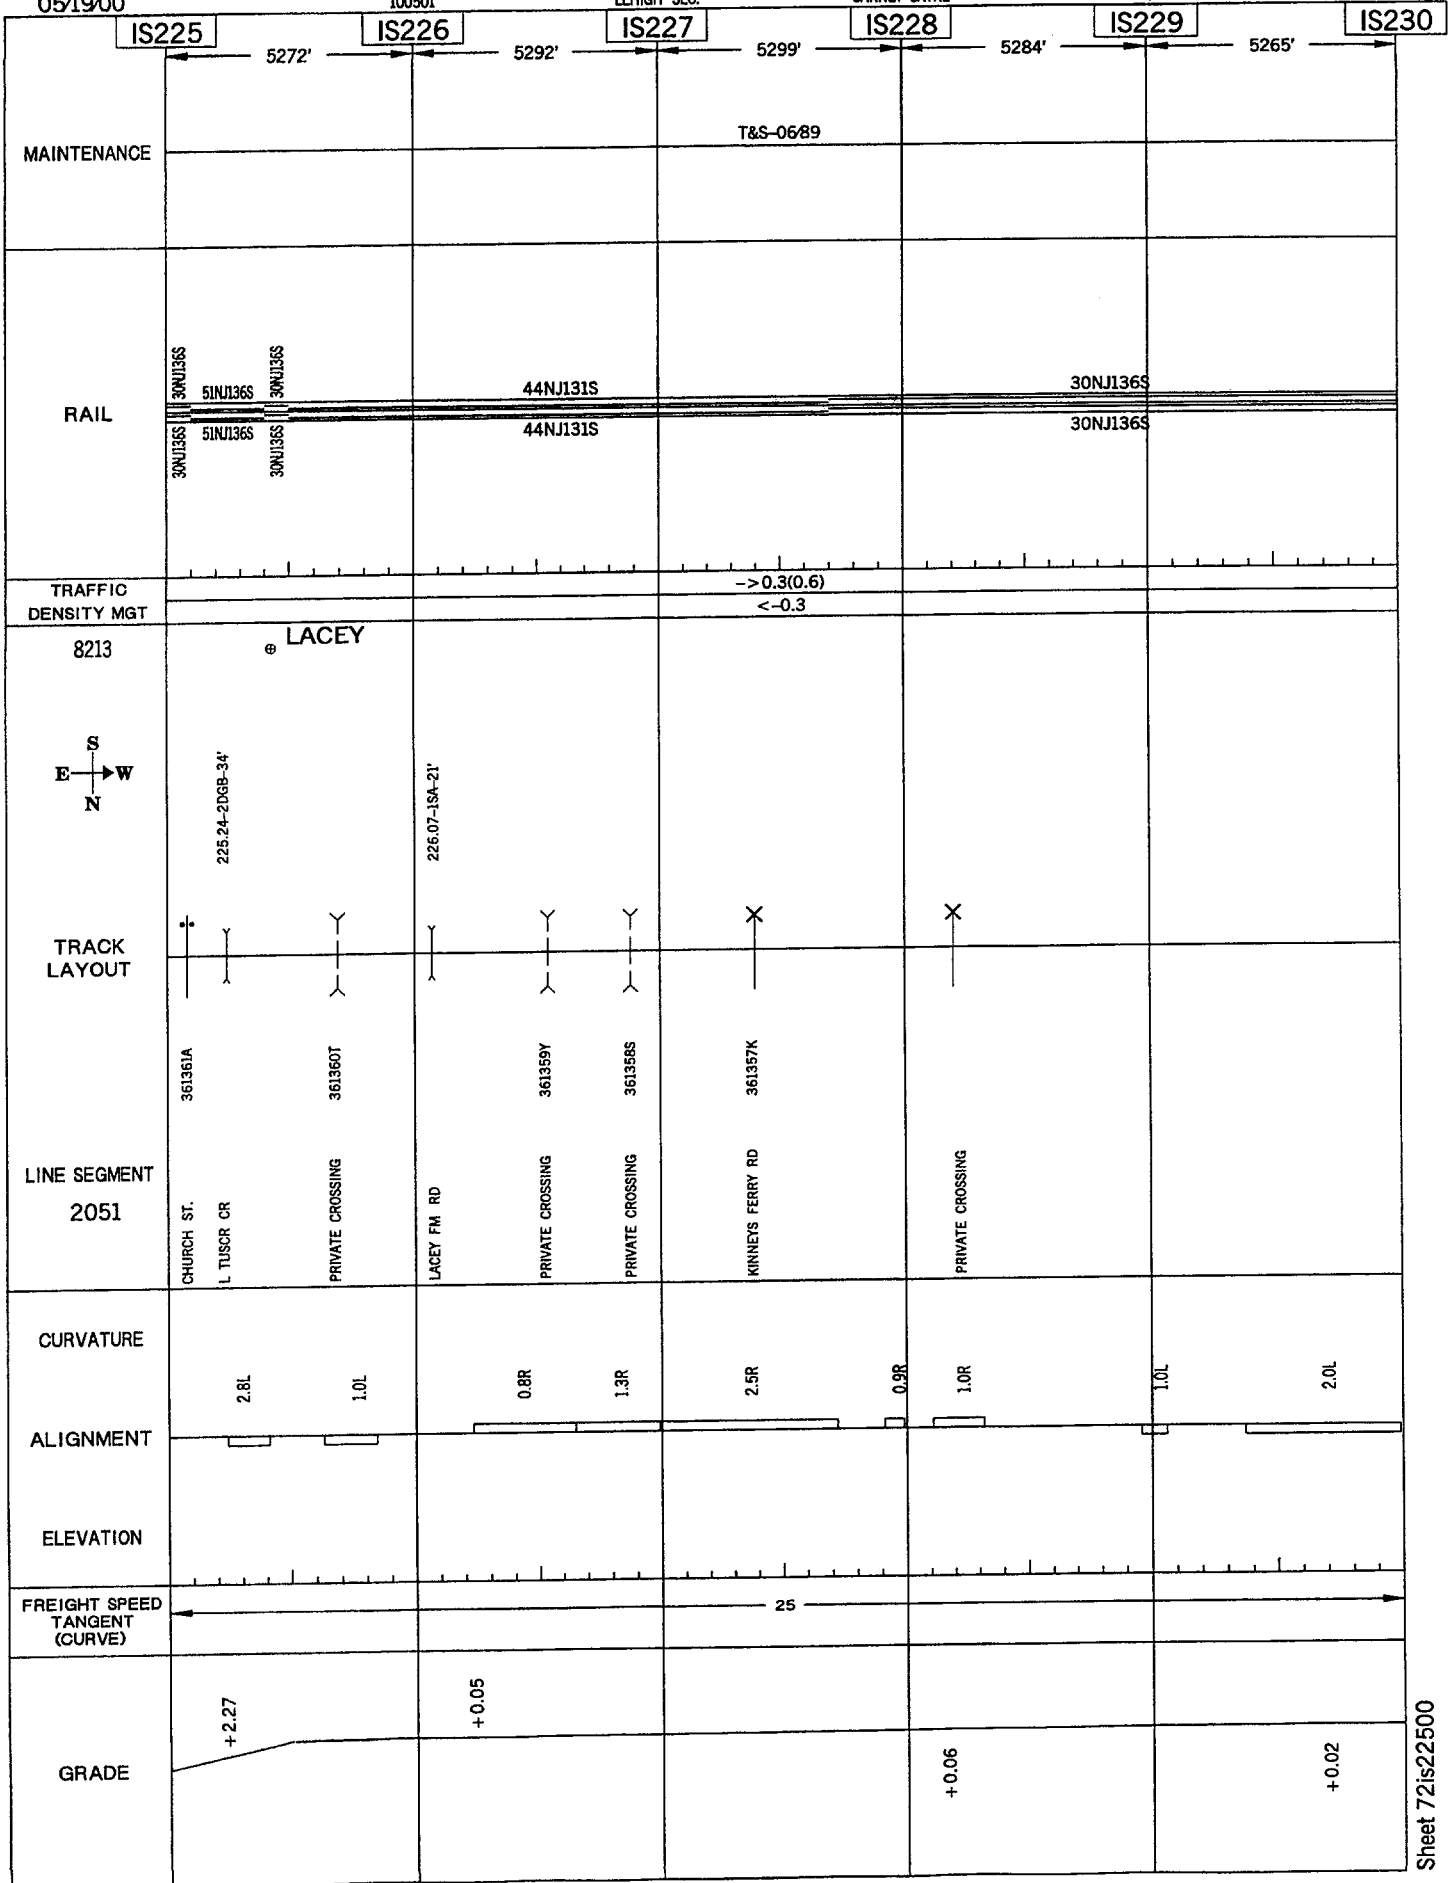 05/19/00
100501
IS225
IS226
IS227
IS228
IS229
IS230
5272'
5292'
5299'
5284'
5265'
MAINTENANCE
T&S-06/89
RAIL
30NJ136S
51NJ136S
30NJ136S
44NJ131S
30NJ136S
30NJ136S
51NJ136S
30NJ136S
44NJ131S
30NJ136S
TRAFFIC
DENSITY MGT
->0.3(0.6)
<-0.3
8213
LACEY
S
E W
N
225.24-2DGB-34'
226.07-1SA-21'
TRACK
LAYOUT
361361A
361360T
361359Y
361358S
361357K
LINE SEGMENT
2051
CHURCH ST.
L TUSCR CR
PRIVATE CROSSING
LACEY FM RD
PRIVATE CROSSING
PRIVATE CROSSING
KINNEYS FERRY RD
PRIVATE CROSSING
CURVATURE
2.8L
1.0L
0.8R
1.3R
2.5R
0.9R
1.0R
1.0L
2.0L
ALIGNMENT
ELEVATION
FREIGHT SPEED
TANGENT
(CURVE)
25
GRADE
+2.27
+0.05
+0.06
+0.02
Sheet 72is22500